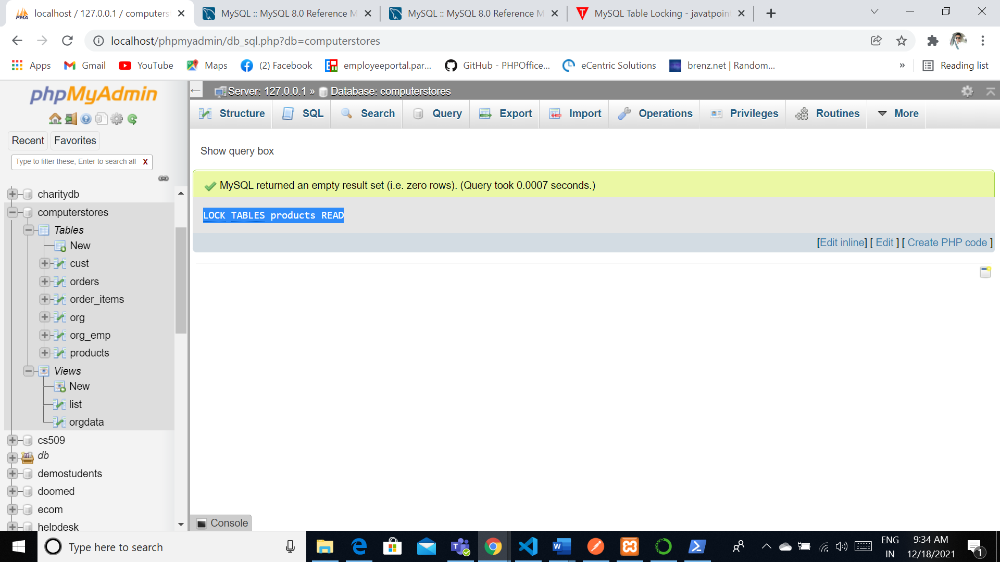 localhost / 127.0.0.1 / computerst
MySQL :: MySQL 8.0 Reference M
MySQL :: MySQL 8.0 Reference M
MySQL Table Locking - javatpoint
localhost/phpmyadmin/db_sql.php?db=computerstores
Apps
Gmail
YouTube
Maps
(2) Facebook
employeeportal.par...
GitHub - PHPOffice...
eCentric Solutions
brenz.net | Random...
»
Reading list
phpMyAdmin
Recent
Favorites
Type to filter these, Enter to search all X
charitydb
computerstores
Tables
New
cust
orders
order_items
org
org_emp
products
Views
New
list
orgdata
cs509
db
demostudents
doomed
ecom
helpdesk
Server: 127.0.0.1 » Database: computerstores
Structure
SQL
Search
Query
Export
Import
Operations
Privileges
Routines
More
Show query box
MySQL returned an empty result set (i.e. zero rows). (Query took 0.0007 seconds.)
LOCK TABLES products READ
[Edit inline] [ Edit ] [ Create PHP code ]
Console
Type here to search
ENG
IN
9:34 AM
12/18/2021
1